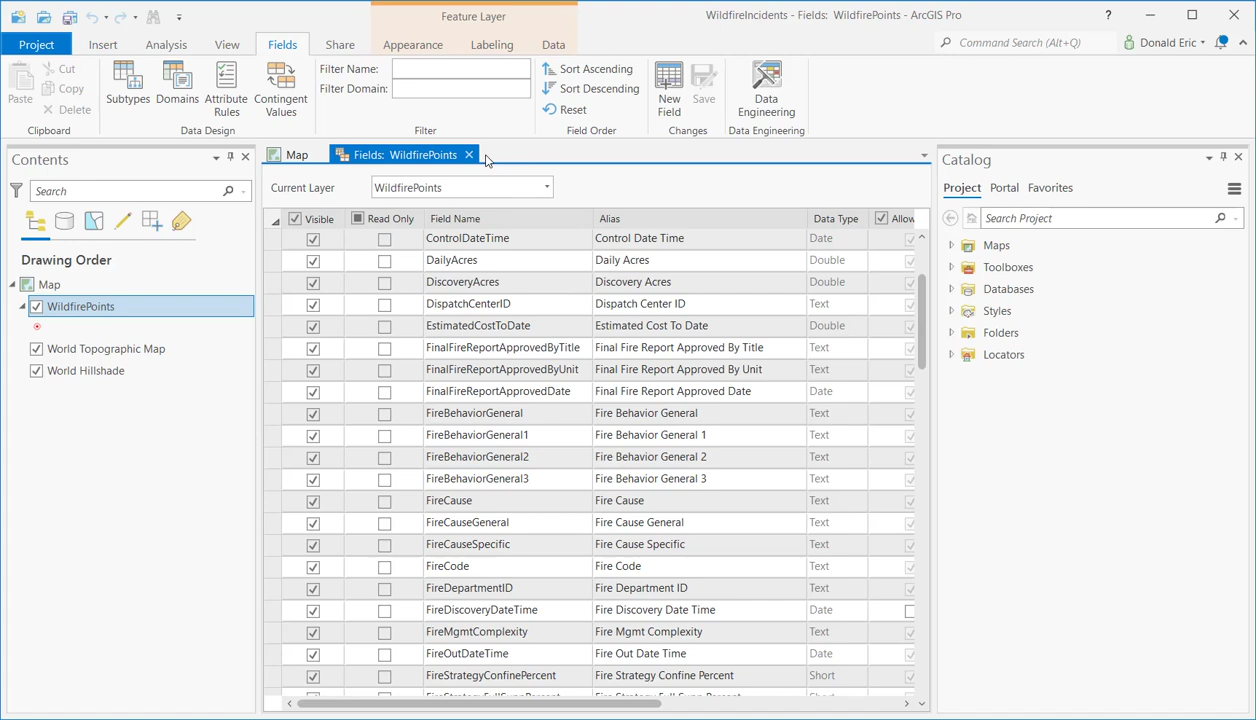 Feature Layer
WildfireIncidents - Fields: WildfirePoints - ArcGIS Pro
?
Project Insert Analysis View Fields Share Appearance Labeling Data
Command Search (Alt+Q)
Donald Eric
Paste
Cut
Copy
Delete
Clipboard
Subtypes
Domains
Attribute Rules
Contingent Values
Data Design
Filter Name:
Filter Domain:
Filter
Sort Ascending
Sort Descending
Reset
Field Order
New Field
Save
Changes
Data Engineering
Data Engineering
Contents
Search
Drawing Order
Map
WildfirePoints
World Topographic Map
World Hillshade
Map
Fields: WildfirePoints
Current Layer WildfirePoints
Visible Read Only Field Name Alias Data Type Allow
ControlDateTime Control Date Time Date
DailyAcres Daily Acres Double
DiscoveryAcres Discovery Acres Double
DispatchCenterID Dispatch Center ID Text
EstimatedCostToDate Estimated Cost To Date Double
FinalFireReportApprovedByTitle Final Fire Report Approved By Title Text
FinalFireReportApprovedByUnit Final Fire Report Approved By Unit Text
FinalFireReportApprovedDate Final Fire Report Approved Date Date
FireBehaviorGeneral Fire Behavior General Text
FireBehaviorGeneral1 Fire Behavior General 1 Text
FireBehaviorGeneral2 Fire Behavior General 2 Text
FireBehaviorGeneral3 Fire Behavior General 3 Text
FireCause Fire Cause Text
FireCauseGeneral Fire Cause General Text
FireCauseSpecific Fire Cause Specific Text
FireCode Fire Code Text
FireDepartmentID Fire Department ID Text
FireDiscoveryDateTime Fire Discovery Date Time Date
FireMgmtComplexity Fire Mgmt Complexity Text
FireOutDateTime Fire Out Date Time Date
FireStrategyConfinePercent Fire Strategy Confine Percent Short
Catalog
Project Portal Favorites
Search Project
Maps
Toolboxes
Databases
Styles
Folders
Locators